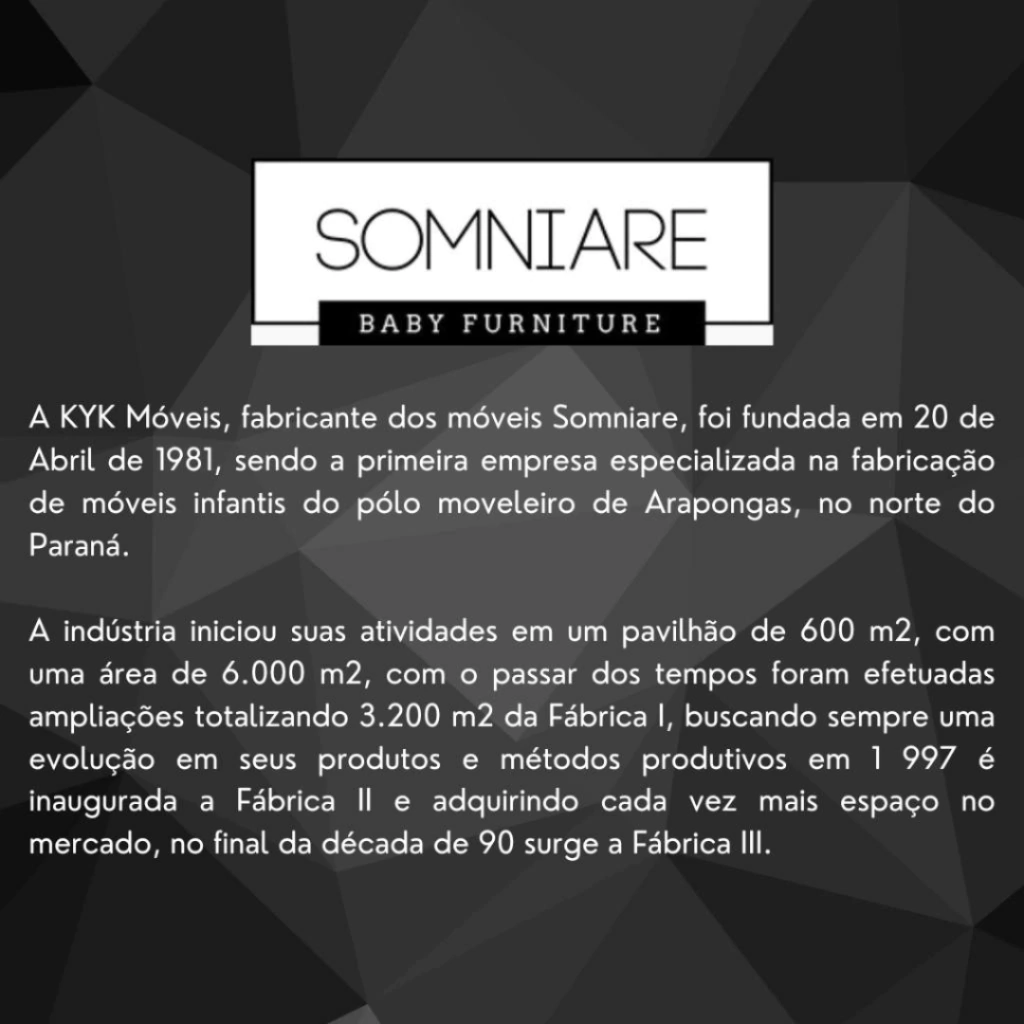 SOMNIARE
BABY FURNITURE
A KYK Móveis, fabricante dos móveis Somniare, foi fundada em 20 de
Abril de 1981, sendo a primeira empresa especializada na fabricação
de móveis infantis do pólo moveleiro de Arapongas, no norte do
Paraná.
A indústria iniciou suas atividades em um pavilhão de 600 m2, com
uma área de 6.000 m2, com o passar dos tempos foram efetuadas
ampliações totalizando 3.200 m2 da Fábrica I, buscando sempre uma
evolução em seus produtos e métodos produtivos em 1 997 é
inaugurada a Fábrica II e adquirindo cada vez mais espaço no
mercado, no final da década de 90 surge a Fábrica III.